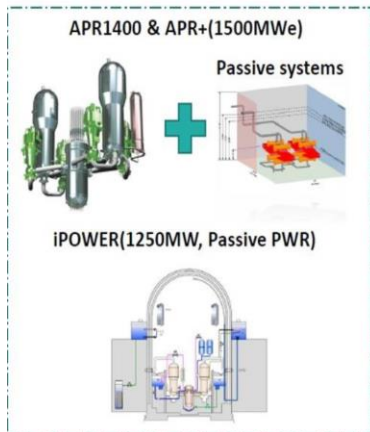 APR1400 & APR+(1500MWe)
Passive systems
iPOWER(1250MW, Passive PWR)